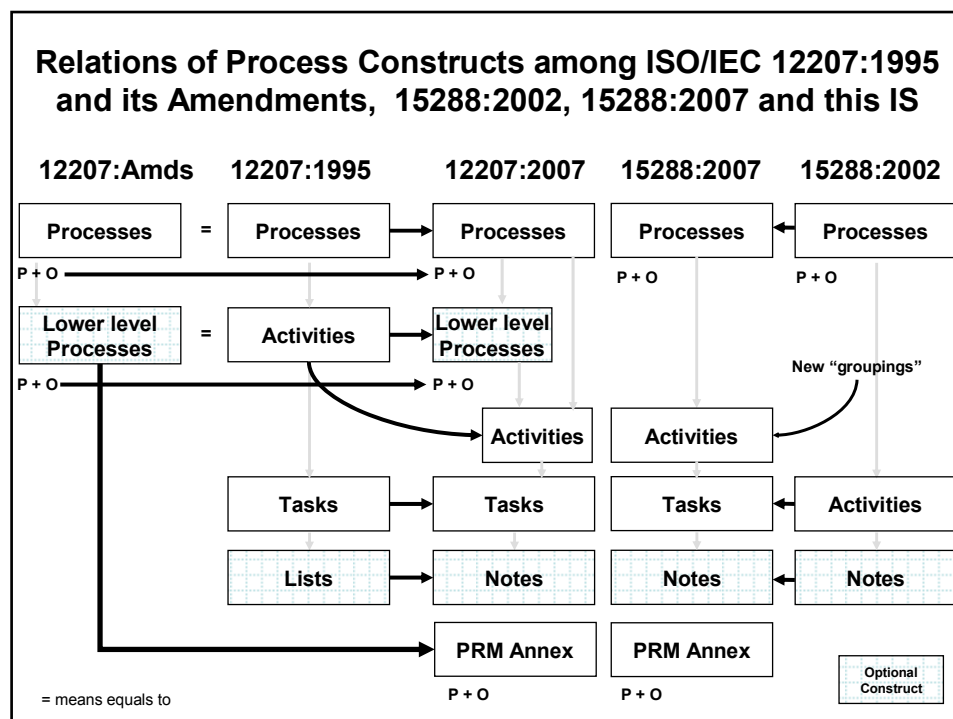 Relations of Process Constructs among ISO/IEC 12207:1995
and its Amendments, 15288:2002, 15288:2007 and this IS
12207:Amds 12207:1995 12207:2007 15288:2007 15288:2002
Processes = Processes Processes Processes Processes
P + O P + O P + O
Lower level
Processes
=
Activities
Lower level
Processes
P + O P + O
New “groupings”
Activities Activities
Tasks Tasks Tasks Activities
Lists Notes Notes Notes
PRM Annex PRM Annex
P + O P + O
Optional
Construct
= means equals to